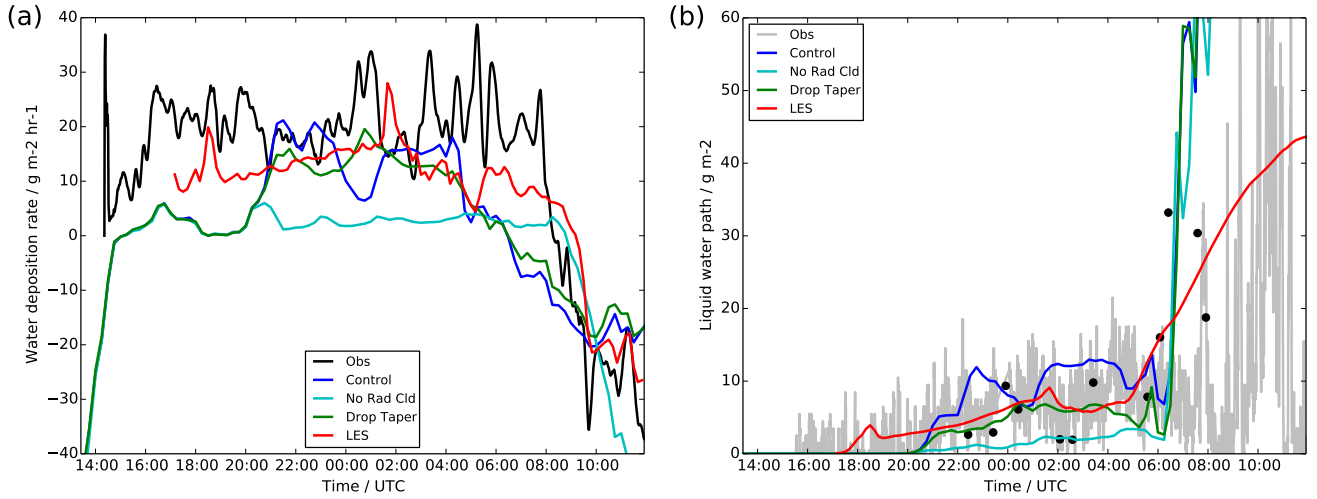 (a)
40
30
20
10
0
−10
−20
−30
−40
Water deposition rate / g m-2 hr-1
Obs
Control
No Rad Cld
Drop Taper
LES
14:00 16:00 18:00 20:00 22:00 00:00 02:00 04:00 06:00 08:00 10:00
Time / UTC
(b)
60
50
40
30
20
10
0
Liquid water path / g m-2
Obs
Control
No Rad Cld
Drop Taper
LES
14:00 16:00 18:00 20:00 22:00 00:00 02:00 04:00 06:00 08:00 10:00
Time / UTC